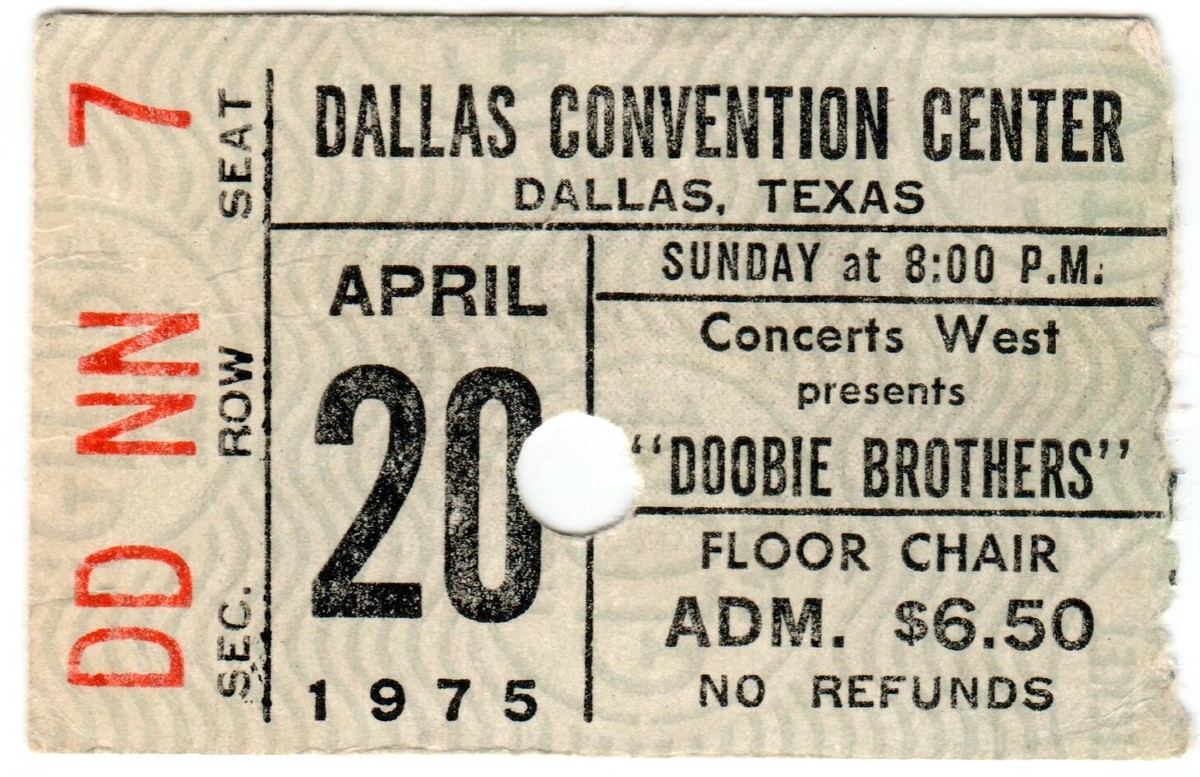 DALLAS CONVENTION CENTER
DALLAS, TEXAS
APRIL
20
1975
SUNDAY at 8:00 P.M.
Concerts West
presents
"DOOBIE BROTHERS"
FLOOR CHAIR
ADM. $6.50
NO REFUNDS
DD NN 7
SEC. ROW SEAT